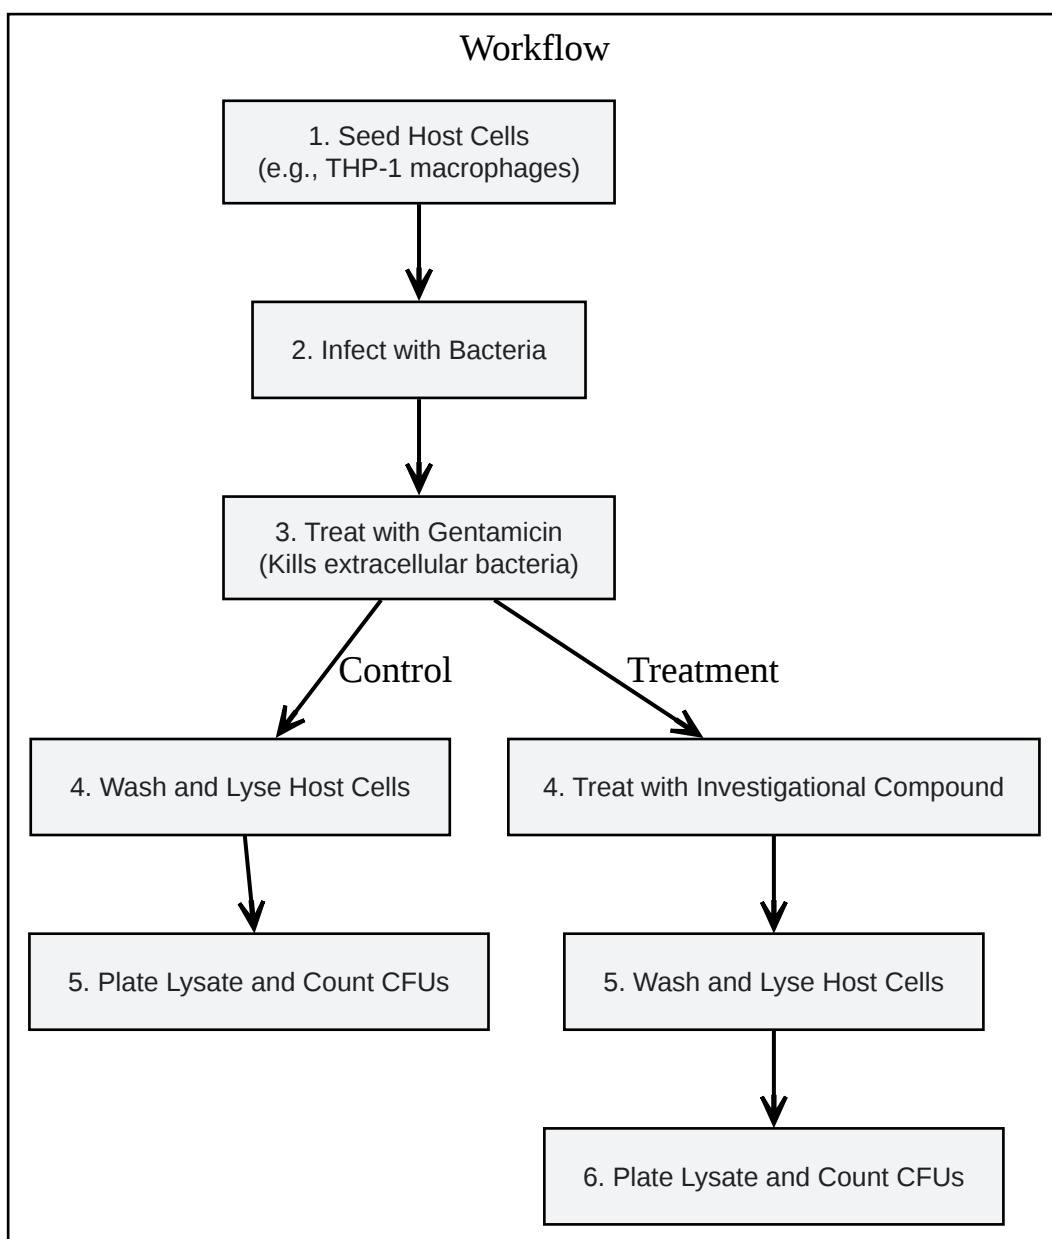 Workflow
1. Seed Host Cells
(e.g., THP-1 macrophages)
2. Infect with Bacteria
3. Treat with Gentamicin
(Kills extracellular bacteria)
Control
Treatment
4. Wash and Lyse Host Cells
4. Treat with Investigational Compound
5. Plate Lysate and Count CFUs
5. Wash and Lyse Host Cells
6. Plate Lysate and Count CFUs